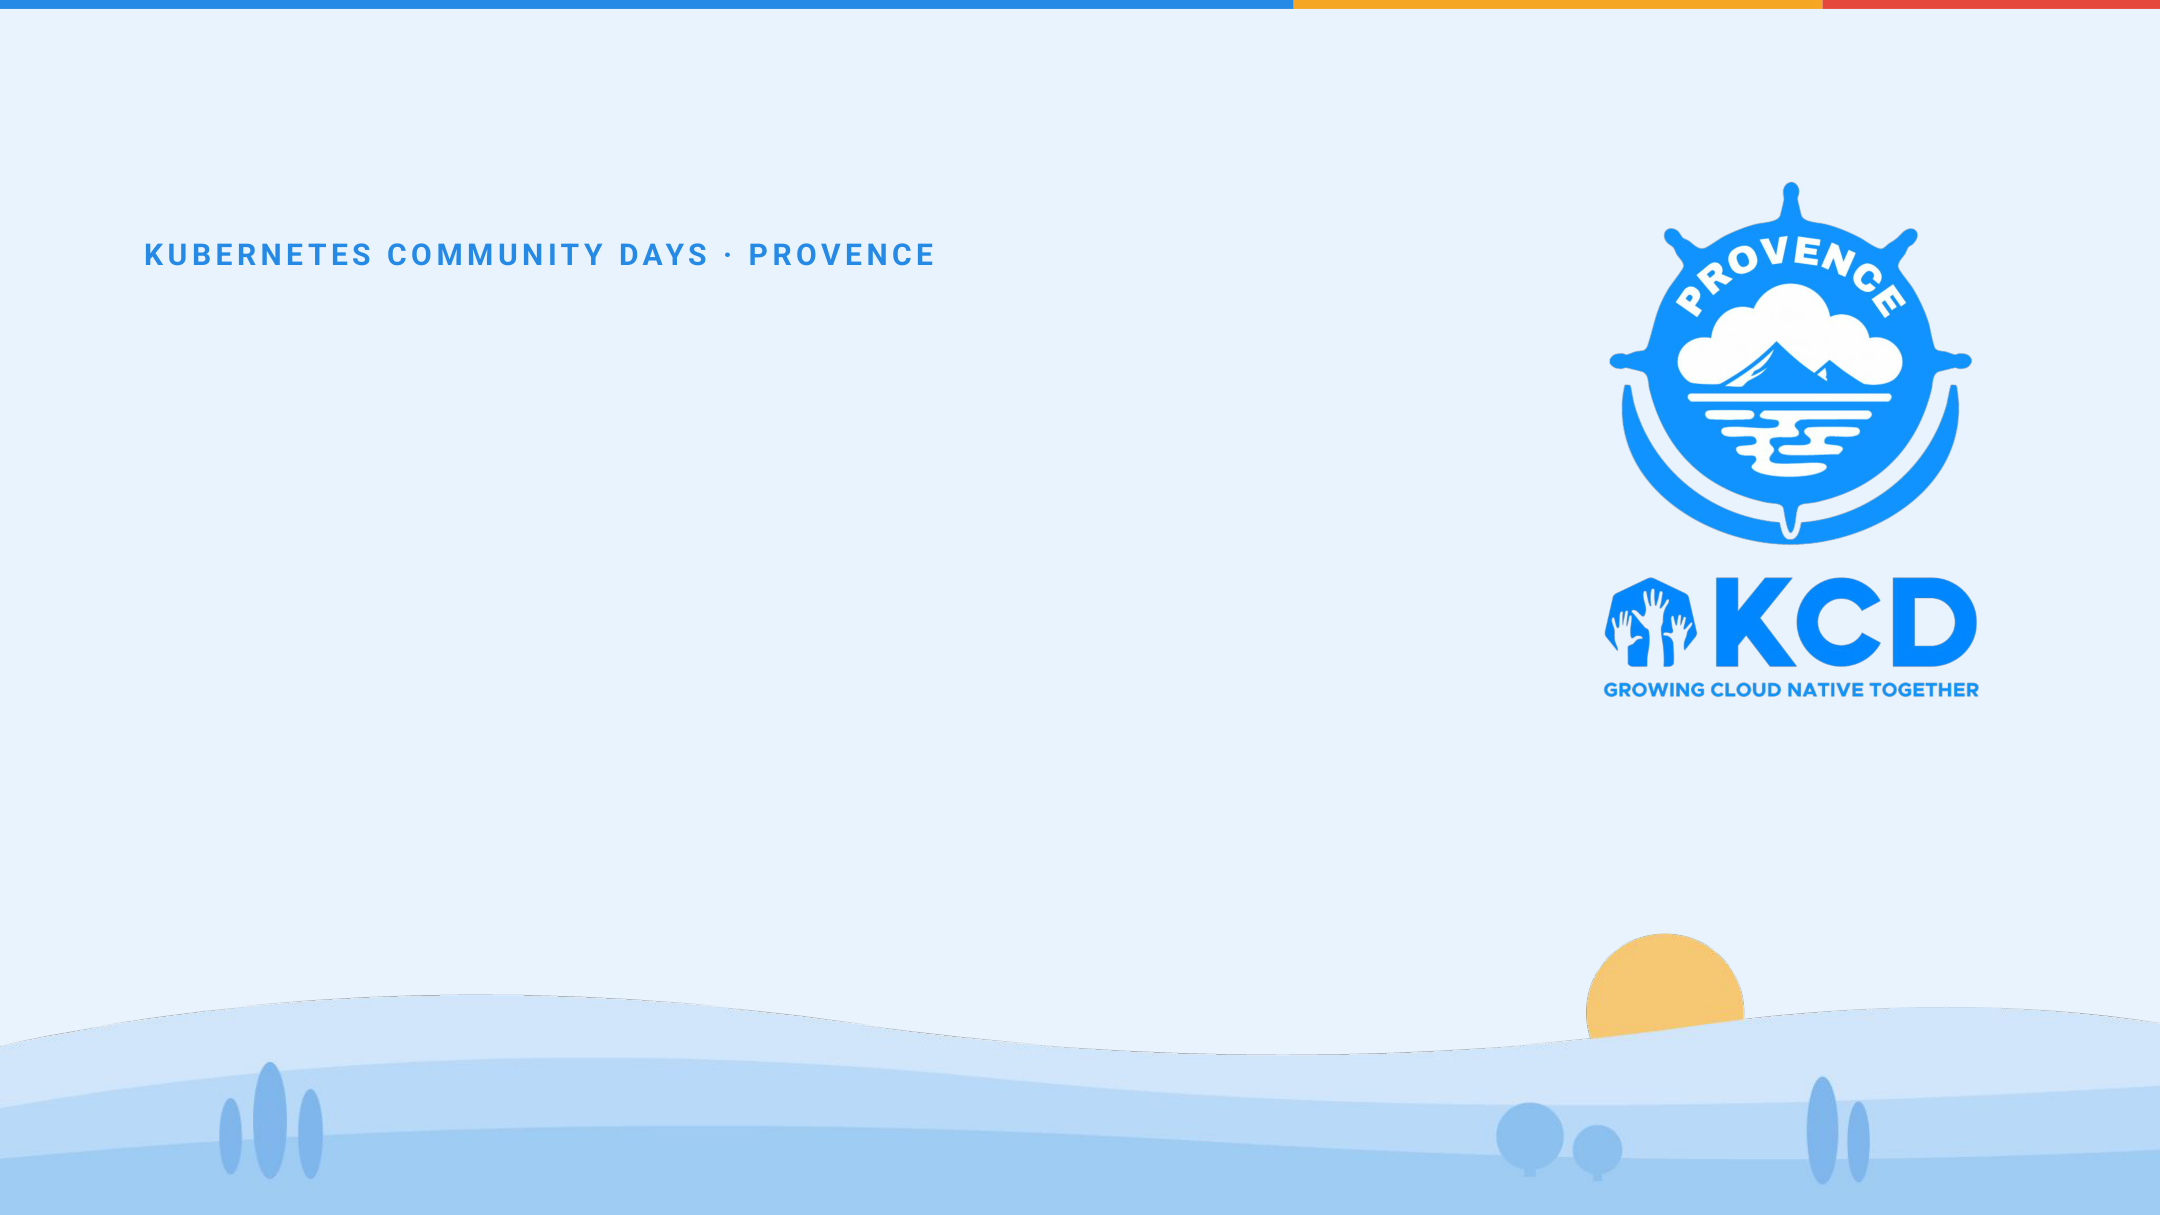 KUBERNETES COMMUNITY DAYS · PROVENCE
PROVENCE
KCD
GROWING CLOUD NATIVE TOGETHER